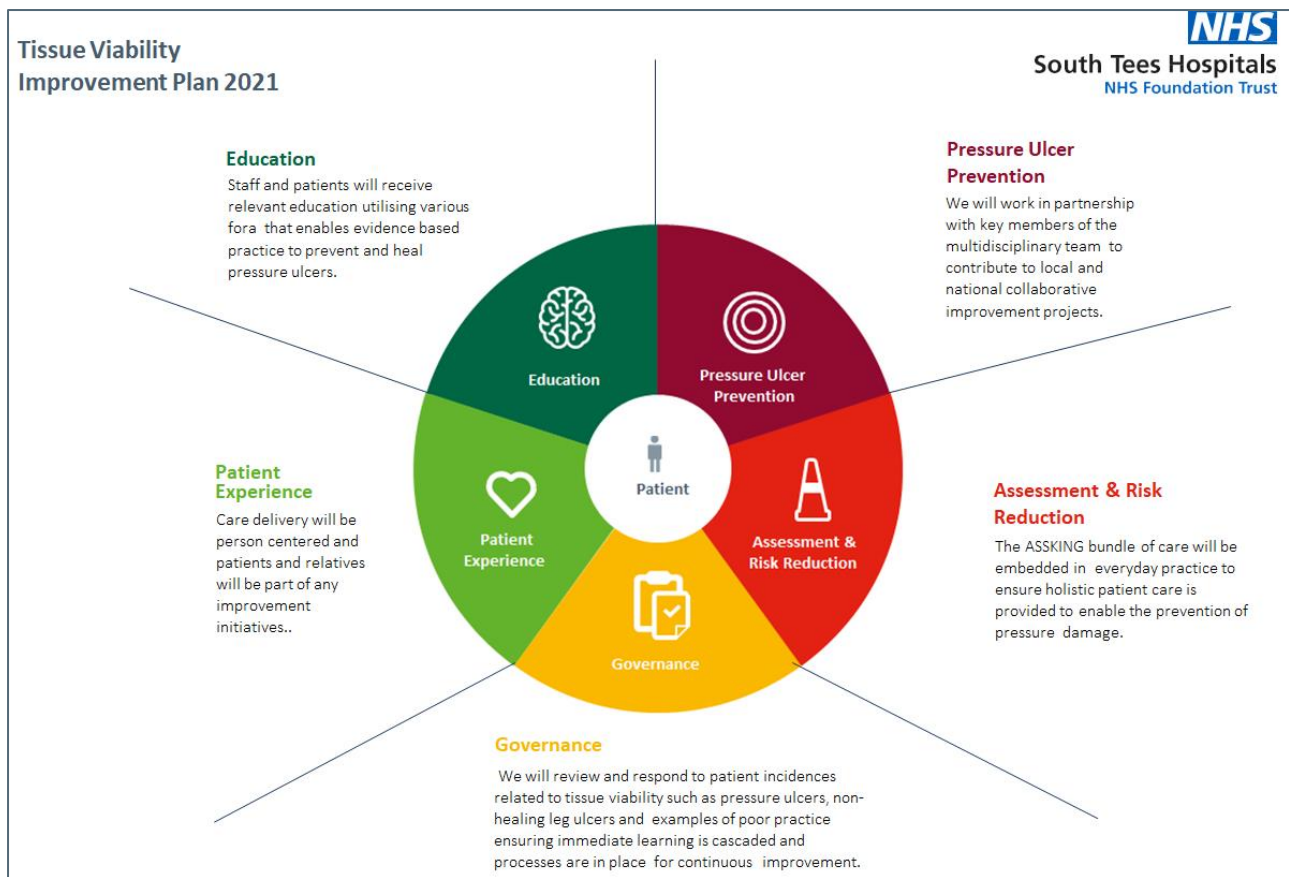 Tissue Viability
Improvement Plan 2021
NHS
South Tees Hospitals
NHS Foundation Trust
Education
Staff and patients will receive
relevant education utilising various
fora that enables evidence based
practice to prevent and heal
pressure ulcers.
Pressure Ulcer
Prevention
We will work in partnership
with key members of the
multidisciplinary team to
contribute to local and
national collaborative
improvement projects.
Education
Pressure Ulcer
Prevention
Patient
Patient
Experience
Assessment &
Risk Reduction
Governance
Patient
Experience
Care delivery will be
person centered and
patients and relatives
will be part of any
improvement
initiatives..
Assessment & Risk
Reduction
The ASSKING bundle of care will be
embedded in everyday practice to
ensure holistic patient care is
provided to enable the prevention of
pressure damage.
Governance
We will review and respond to patient incidences
related to tissue viability such as pressure ulcers, non-
healing leg ulcers and examples of poor practice
ensuring immediate learning is cascaded and
processes are in place for continuous improvement.